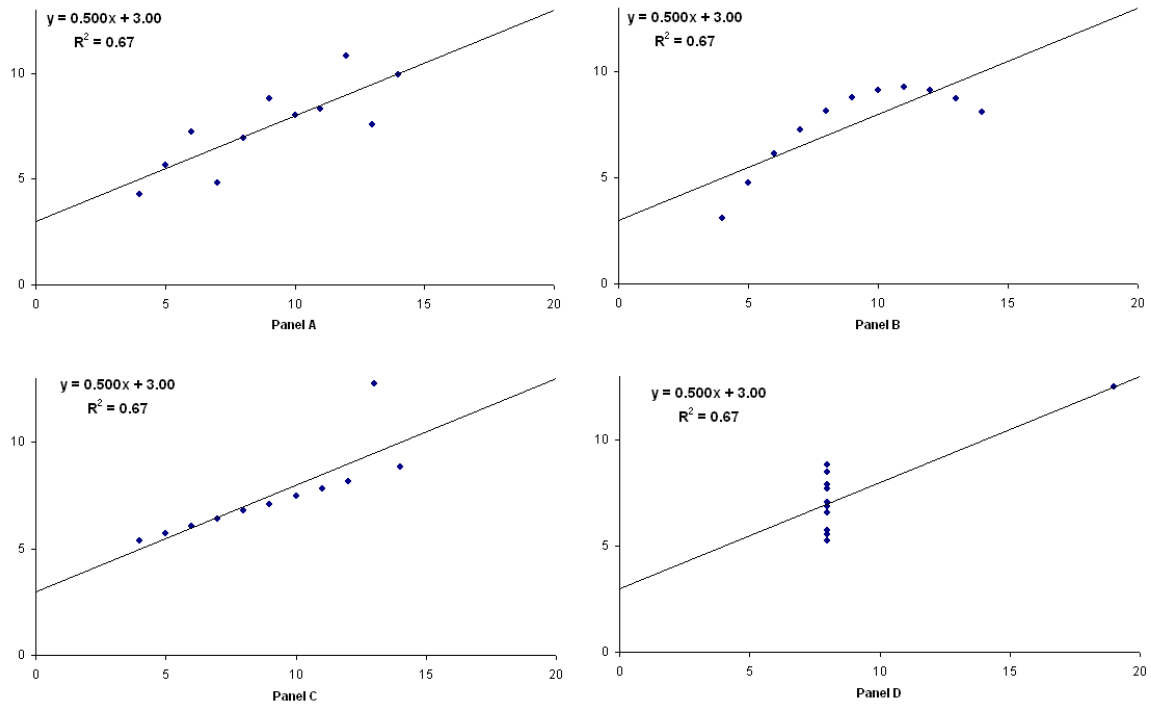 y = 0.500x + 3.00
R² = 0.67
10
5
0
0 5 10 15 20
Panel A
y = 0.500x + 3.00
R² = 0.67
10
5
0
0 5 10 15 20
Panel B
y = 0.500x + 3.00
R² = 0.67
10
5
0
0 5 10 15 20
Panel C
y = 0.500x + 3.00
R² = 0.67
10
5
0
0 5 10 15 20
Panel D